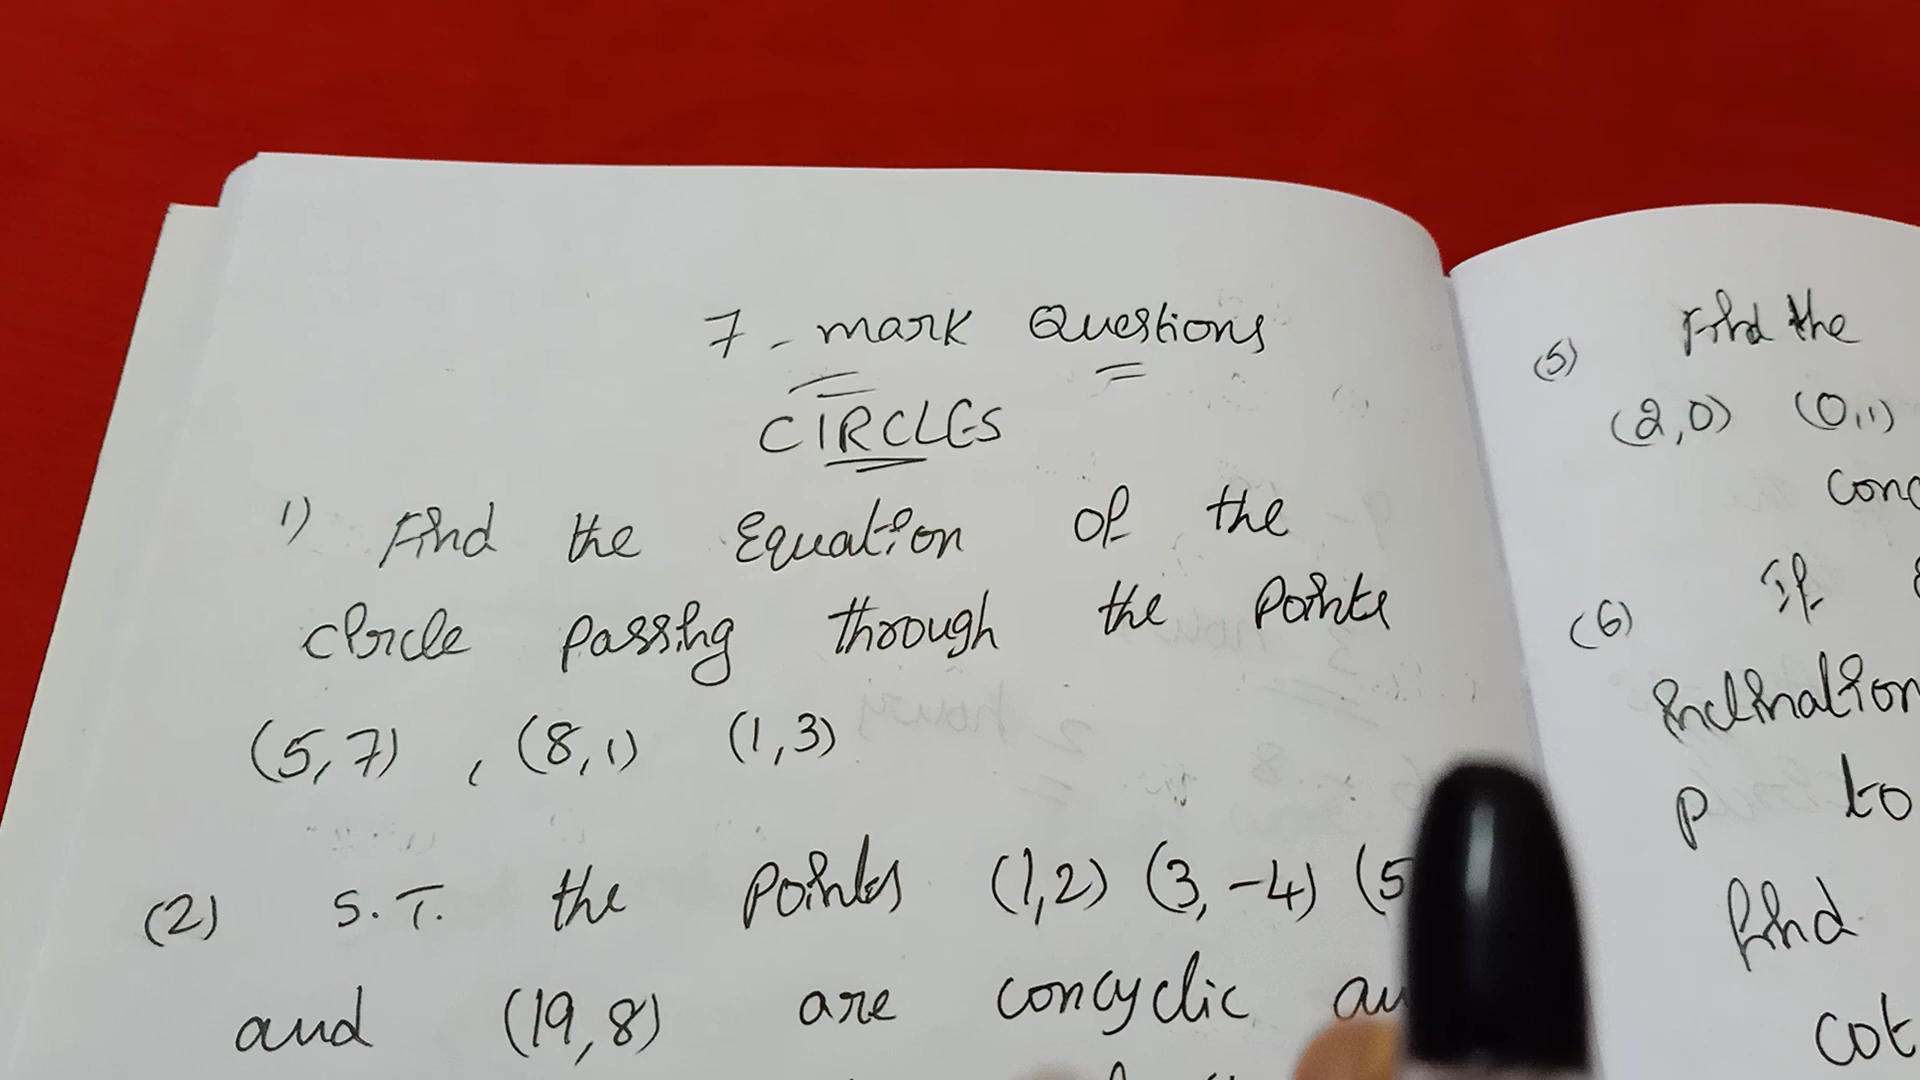 7 - mark Questions
CIRCLES
1) Find the Equation of the
circle passing through the points
(5,7) , (8,1) (1,3)
(2) S.T. the points (1,2) (3,-4) (5
and (19,8) are concyclic
(5) Find the
(2,0) (0,1)
conc
(6) If
inclination
P to
find
cot